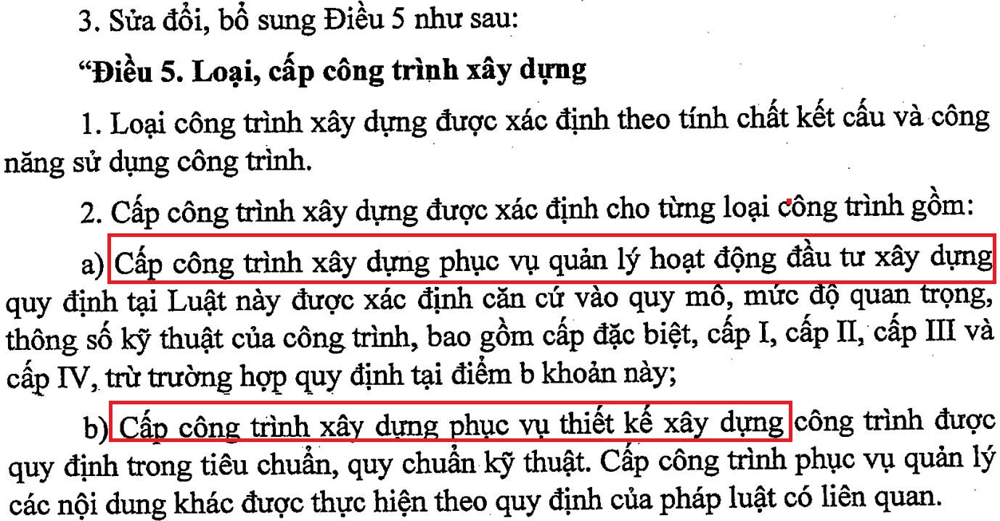 3. Sửa đổi, bổ sung Điều 5 như sau:
“Điều 5. Loại, cấp công trình xây dựng
1. Loại công trình xây dựng được xác định theo tính chất kết cấu và công
năng sử dụng công trình.
2. Cấp công trình xây dựng được xác định cho từng loại công trình gồm:
a) Cấp công trình xây dựng phục vụ quản lý hoạt động đầu tư xây dựng
quy định tại Luật này được xác định căn cứ vào quy mô, mức độ quan trọng,
thông số kỹ thuật của công trình, bao gồm cấp đặc biệt, cấp I, cấp II, cấp III và
cấp IV, trừ trường hợp quy định tại điểm b khoản này;
b) Cấp công trình xây dựng phục vụ thiết kế xây dựng công trình được
quy định trong tiêu chuẩn, quy chuẩn kỹ thuật. Cấp công trình phục vụ quản lý
các nội dung khác được thực hiện theo quy định của pháp luật có liên quan.